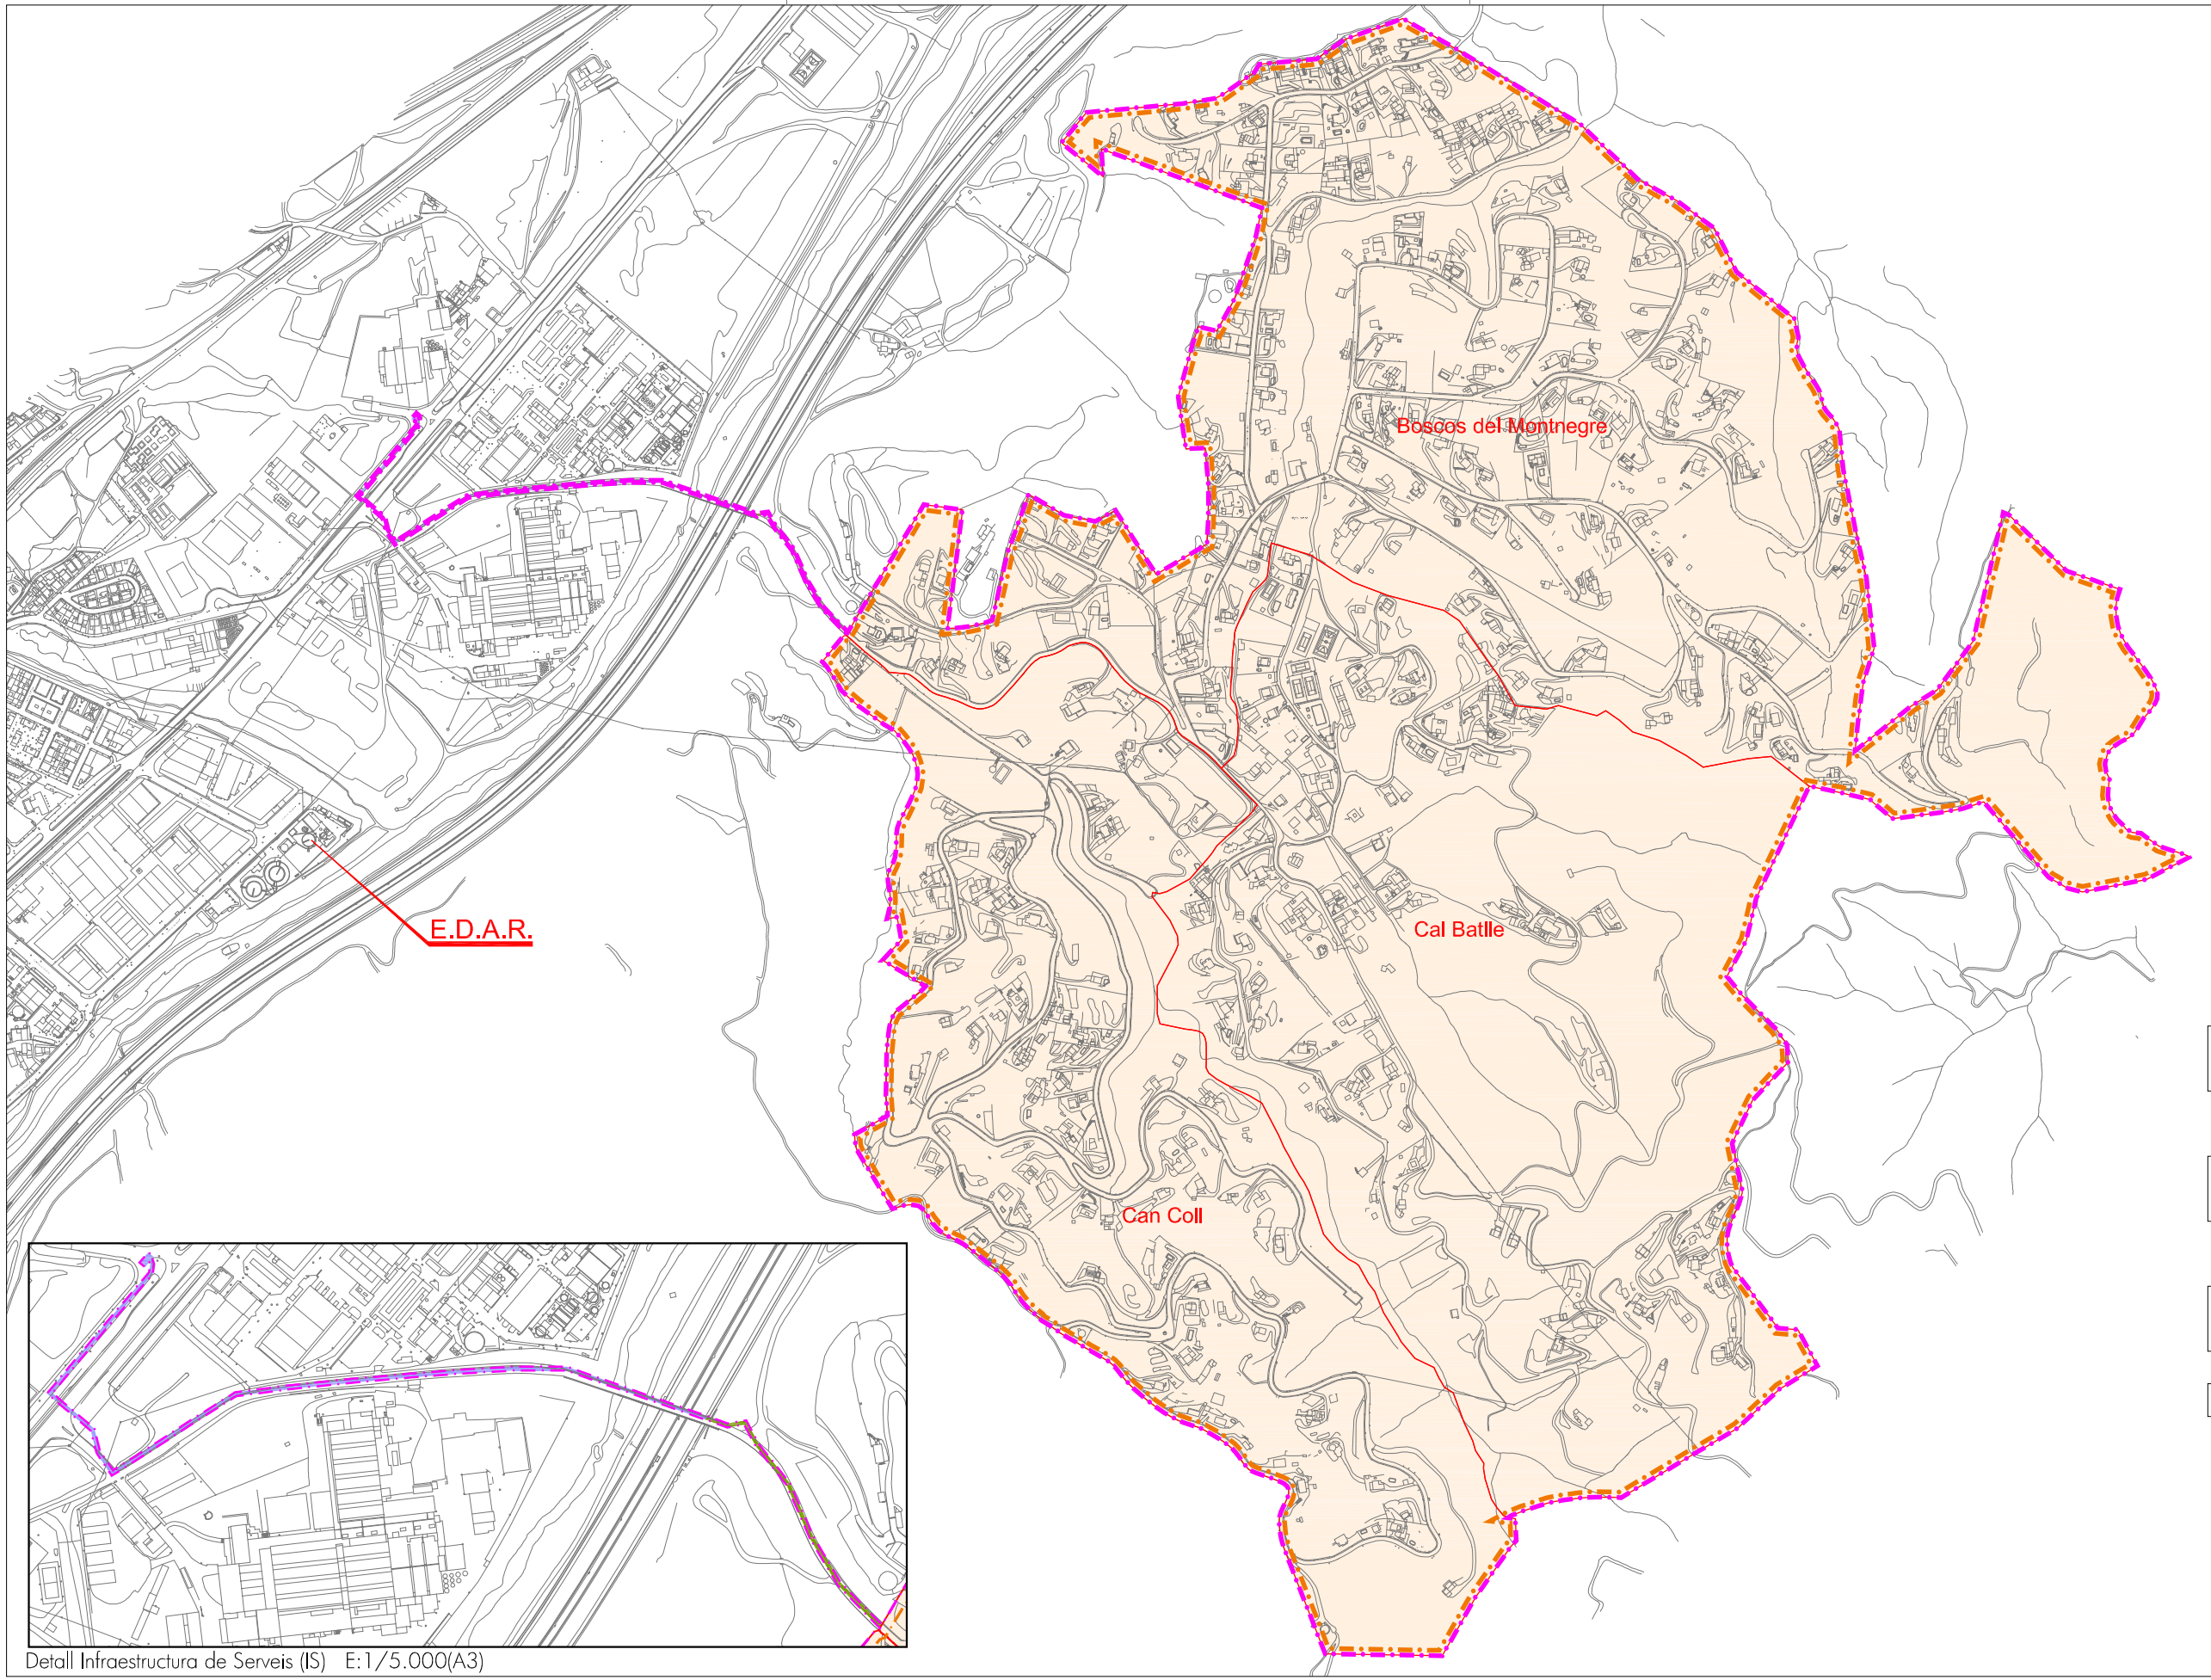 Boscos del Montnegre
E.D.A.R.
Cal Batlle
Can Coll
Detall Infraestructura de Serveis (IS) E:1/5.000(A3)